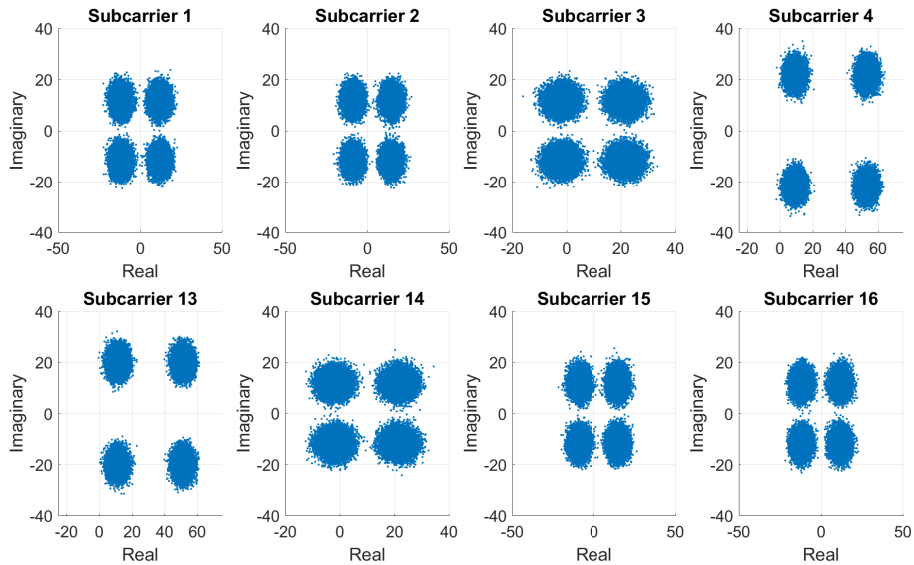 Subcarrier 1
Subcarrier 2
Subcarrier 3
Subcarrier 4
40
20
0
-20
-40
-50
0
50
Real
Imaginary
40
20
0
-20
-40
-50
0
50
Real
Imaginary
40
20
0
-20
-40
-20
0
20
40
Real
Imaginary
40
20
0
-20
-40
-20
0
20
40
60
Real
Imaginary
Subcarrier 13
Subcarrier 14
Subcarrier 15
Subcarrier 16
40
20
0
-20
-40
-20
0
20
40
60
Real
Imaginary
40
20
0
-20
-40
-20
0
20
40
Real
Imaginary
40
20
0
-20
-40
-50
0
50
Real
Imaginary
40
20
0
-20
-40
-50
0
50
Real
Imaginary